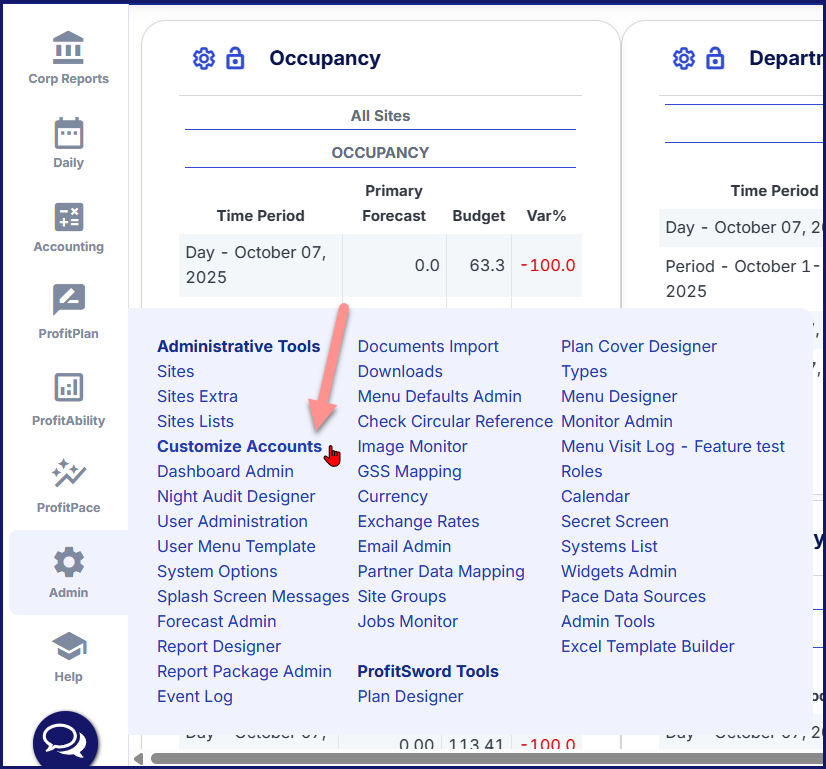 Corp Reports
Daily
Accounting
ProfitPlan
ProfitAbility
ProfitPace
Admin
Help
Occupancy
All Sites
OCCUPANCY
Time Period Primary Forecast Budget Var%
Day - October 07, 2025 0.0 63.3 -100.0
Time Period
Day - October 07,
Period - October 1-
2025
Administrative Tools
Sites
Sites Extra
Sites Lists
Customize Accounts
Dashboard Admin
Night Audit Designer
User Administration
User Menu Template
System Options
Splash Screen Messages
Forecast Admin
Report Designer
Report Package Admin
Event Log
Documents Import
Downloads
Menu Defaults Admin
Check Circular Reference
Image Monitor
GSS Mapping
Currency
Exchange Rates
Email Admin
Partner Data Mapping
Site Groups
Jobs Monitor
ProfitSword Tools
Plan Designer
Plan Cover Designer
Types
Menu Designer
Monitor Admin
Menu Visit Log - Feature test
Roles
Calendar
Secret Screen
Systems List
Widgets Admin
Pace Data Sources
Admin Tools
Excel Template Builder
Day - October 07, 0.00 113.41 -100.0
Day - October 07,